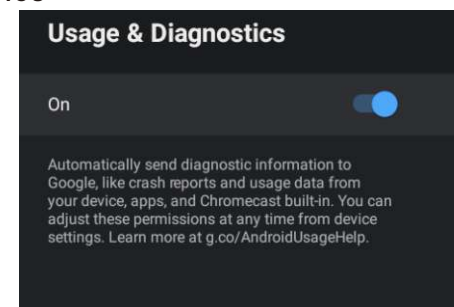 Usage & Diagnostics
On
Automatically send diagnostic information to
Google, like crash reports and usage data from
your device, apps, and Chromecast built-in. You can
adjust these permissions at any time from device
settings. Learn more at g.co/AndroidUsageHelp.